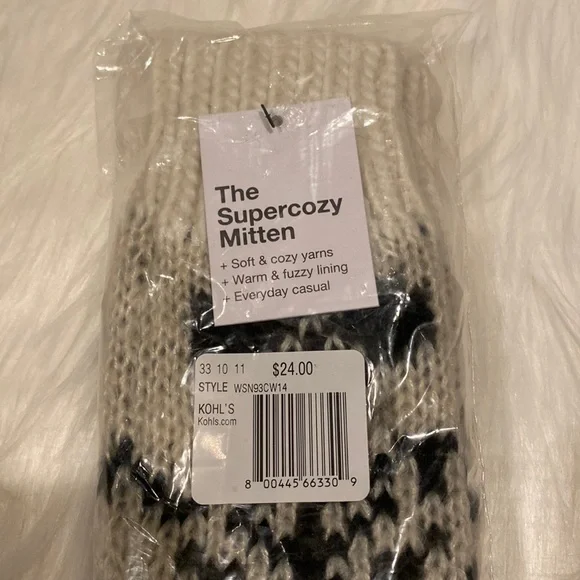 The
Supercozy
Mitten
+ Soft & cozy yarns
+ Warm & fuzzy lining
+ Everyday casual
33 10 11 $24.00
STYLE WSN93CW14
KOHL'S
Kohls.com
8 00445 66330 9